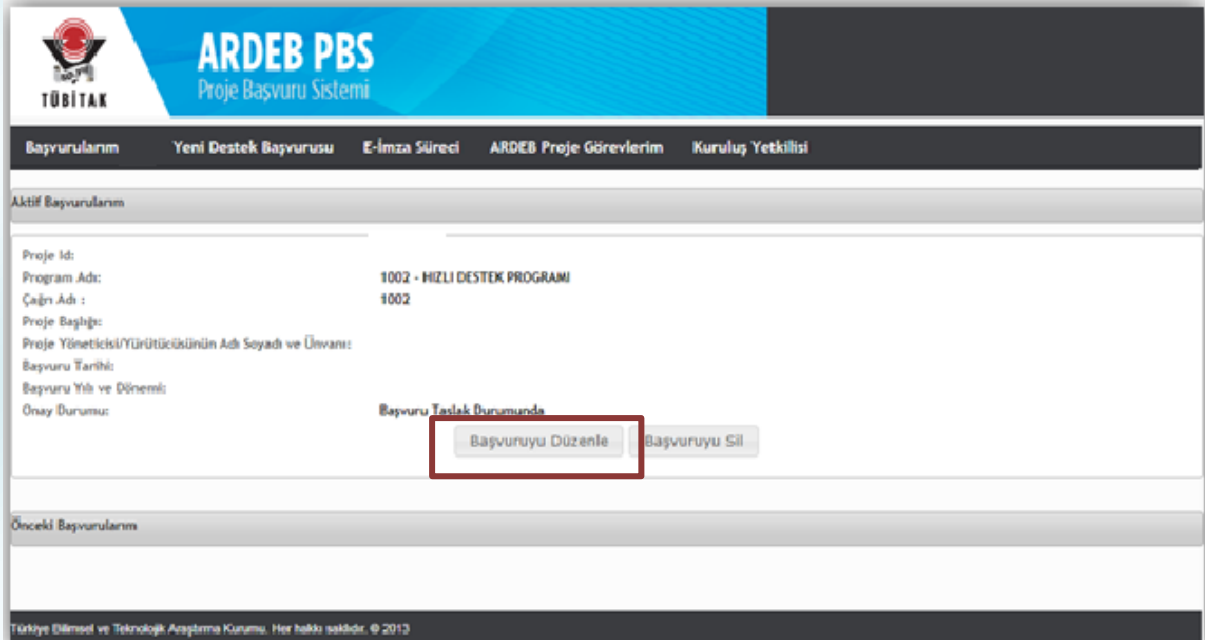 TÜBİTAK
ARDEB PBS
Proje Başvuru Sistemi
Başvurularım Yeni Destek Başvurusu E-İmza Süreci ARDEB Proje Görevlerim Kuruluş Yetkilisi
Aktif Başvurularım
Proje Id:
Program Adı: 1002 - HIZLI DESTEK PROGRAMI
Çağrı Adı : 1002
Proje Başlığı:
Proje Yöneticisi/Yürütücüsünün Adı Soyadı ve Ünvanı:
Başvuru Tarihi:
Başvuru Yılı ve Dönemi:
Onay Durumu: Başvuru Taslak Durumunda
Başvuruyu Düzenle Başvuruyu Sil
Önceki Başvurularım
Türkiye Bilimsel ve Teknolojik Araştırma Kurumu. Her hakkı saklıdır. © 2013